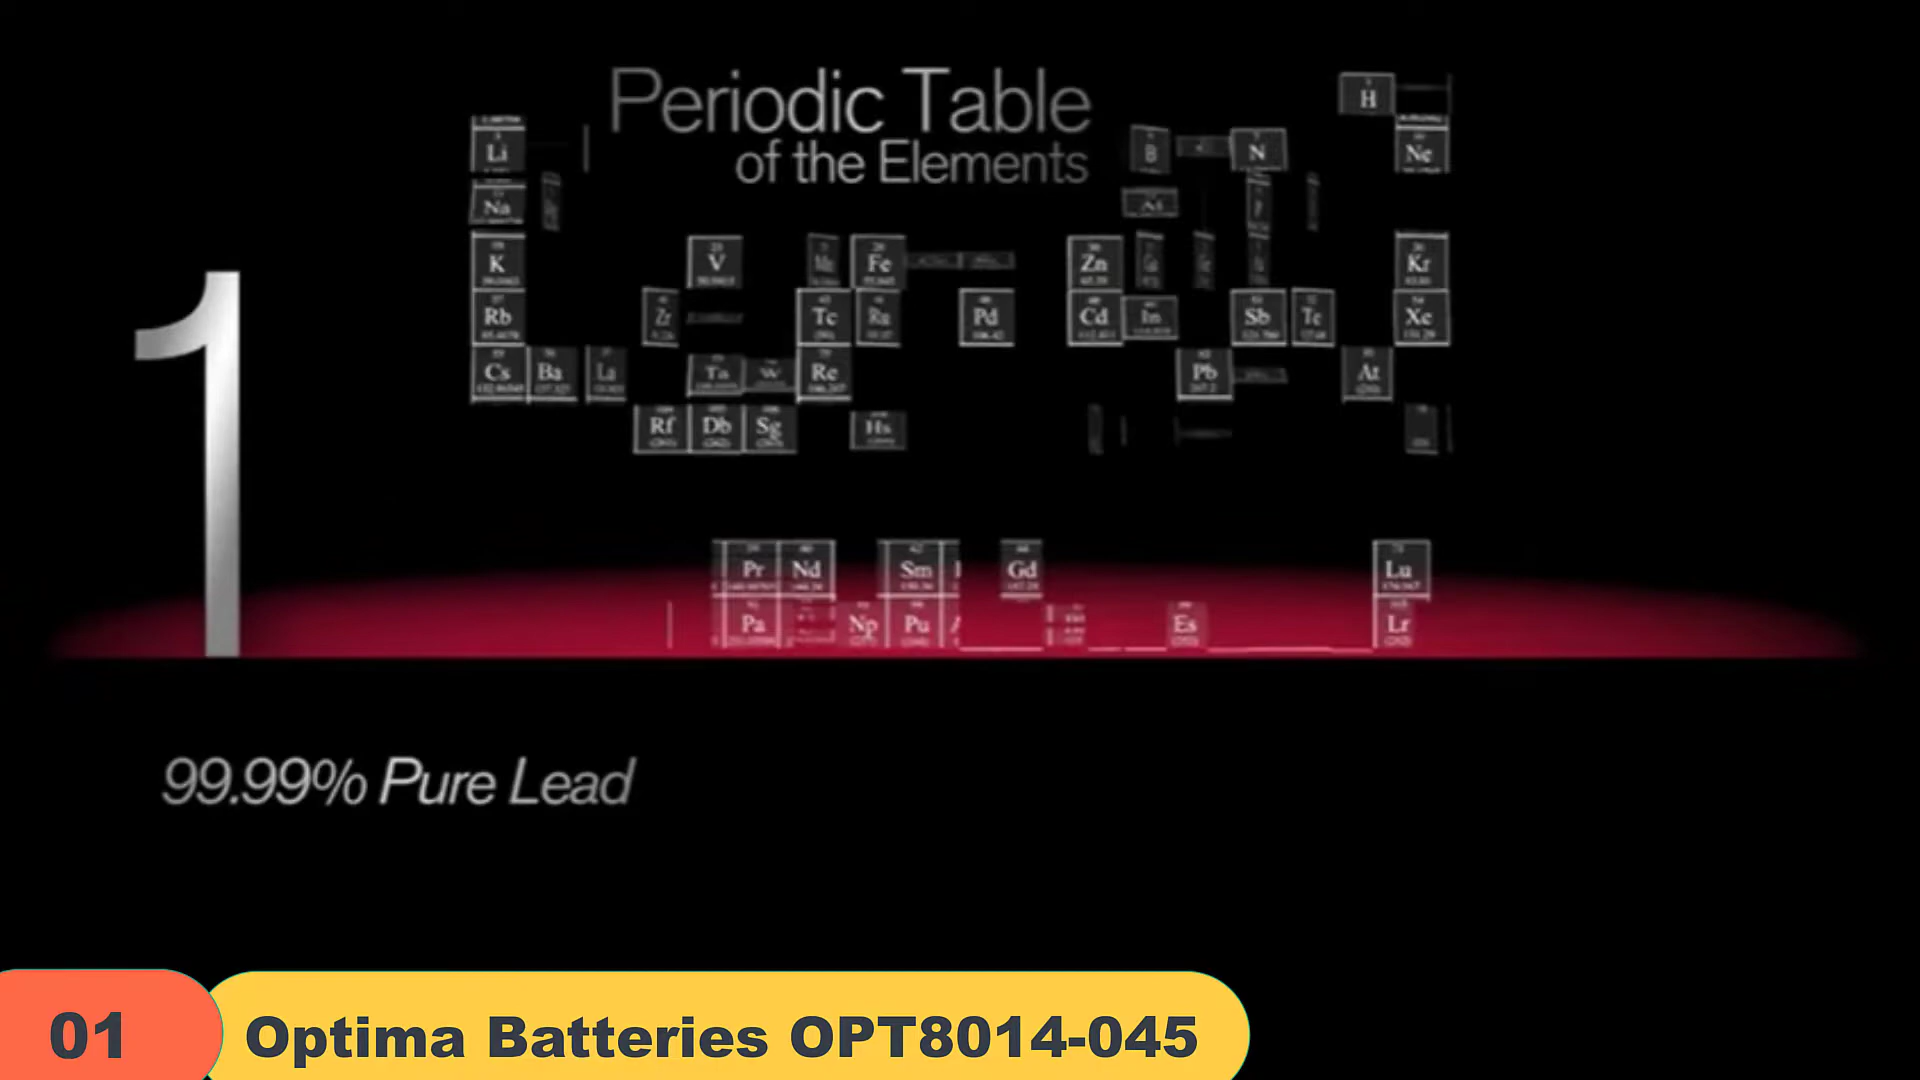 Periodic Table
of the Elements
H
Li B N Ne
Na
K V Fe Zn Kr
Rb Zr Tc Ru Pd Cd In Sb Te Xe
Cs Ba La Ta W Re Pb At
Rf Db Sg Hs
1
Pr Nd Sm Gd Lu
Pa Np Pu Es Lr
99.99% Pure Lead
01 Optima Batteries OPT8014-045